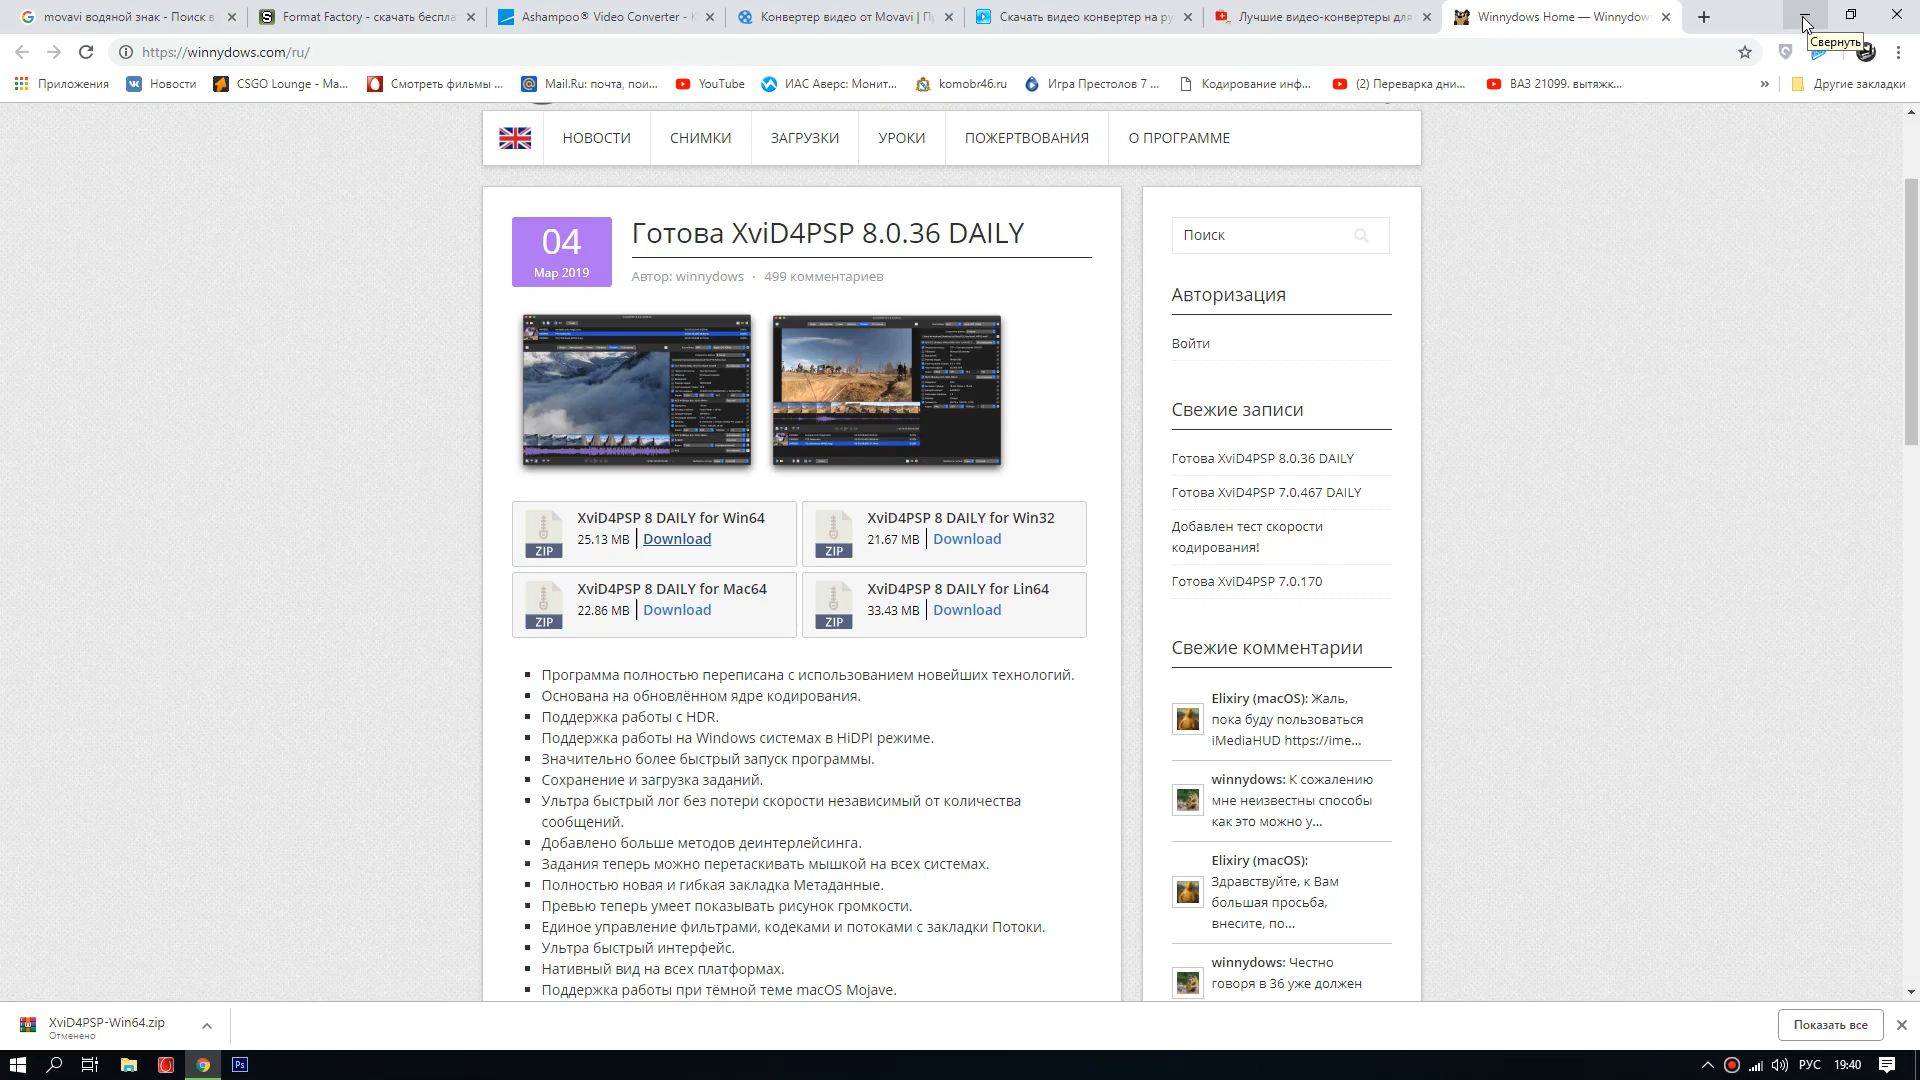 movavi водяной знак - Поиск в
Format Factory - скачать беспла
Ashampoo® Video Converter - К
Конвертер видео от Movavi | П
Скачать видео конвертер на ру
Лучшие видео-конвертеры для
Winnydows Home — Winnydows
Свернуть
https://winnydows.com/ru/
Приложения
Новости
CSGO Lounge - Ma...
Смотреть фильмы ...
Mail.Ru: почта, пои...
YouTube
ИАС Аверс: Монит...
komobr46.ru
Игра Престолов 7 ...
Кодирование инф...
(2) Переварка дни...
ВАЗ 21099. вытяжк...
»
Другие закладки
НОВОСТИ
СНИМКИ
ЗАГРУЗКИ
УРОКИ
ПОЖЕРТВОВАНИЯ
О ПРОГРАММЕ
04
Мар 2019
Готова XviD4PSP 8.0.36 DAILY
Автор: winnydows · 499 комментариев
XviD4PSP 8 DAILY for Win64
25.13 MB | Download
ZIP
XviD4PSP 8 DAILY for Win32
21.67 MB | Download
ZIP
XviD4PSP 8 DAILY for Mac64
22.86 MB | Download
ZIP
XviD4PSP 8 DAILY for Lin64
33.43 MB | Download
ZIP
Программа полностью переписана с использованием новейших технологий.
Основана на обновлённом ядре кодирования.
Поддержка работы с HDR.
Поддержка работы на Windows системах в HiDPI режиме.
Значительно более быстрый запуск программы.
Сохранение и загрузка заданий.
Ультра быстрый лог без потери скорости независимый от количества
сообщений.
Добавлено больше методов деинтерлейсинга.
Задания теперь можно перетаскивать мышкой на всех системах.
Полностью новая и гибкая закладка Метаданные.
Превью теперь умеет показывать рисунок громкости.
Единое управление фильтрами, кодеками и потоками с закладки Потоки.
Ультра быстрый интерфейс.
Нативный вид на всех платформах.
Поддержка работы при тёмной теме macOS Mojave.
Поиск
Авторизация
Войти
Свежие записи
Готова XviD4PSP 8.0.36 DAILY
Готова XviD4PSP 7.0.467 DAILY
Добавлен тест скорости
кодирования!
Готова XviD4PSP 7.0.170
Свежие комментарии
Elixiry (macOS): Жаль,
пока буду пользоваться
iMediaHUD https://ime...
winnydows: К сожалению
мне неизвестны способы
как это можно у...
Elixiry (macOS):
Здравствуйте, к Вам
большая просьба,
внесите, по...
winnydows: Честно
говоря в 36 уже должен
XviD4PSP-Win64.zip
Отменено
Показать все
Ps
РУС
19:40